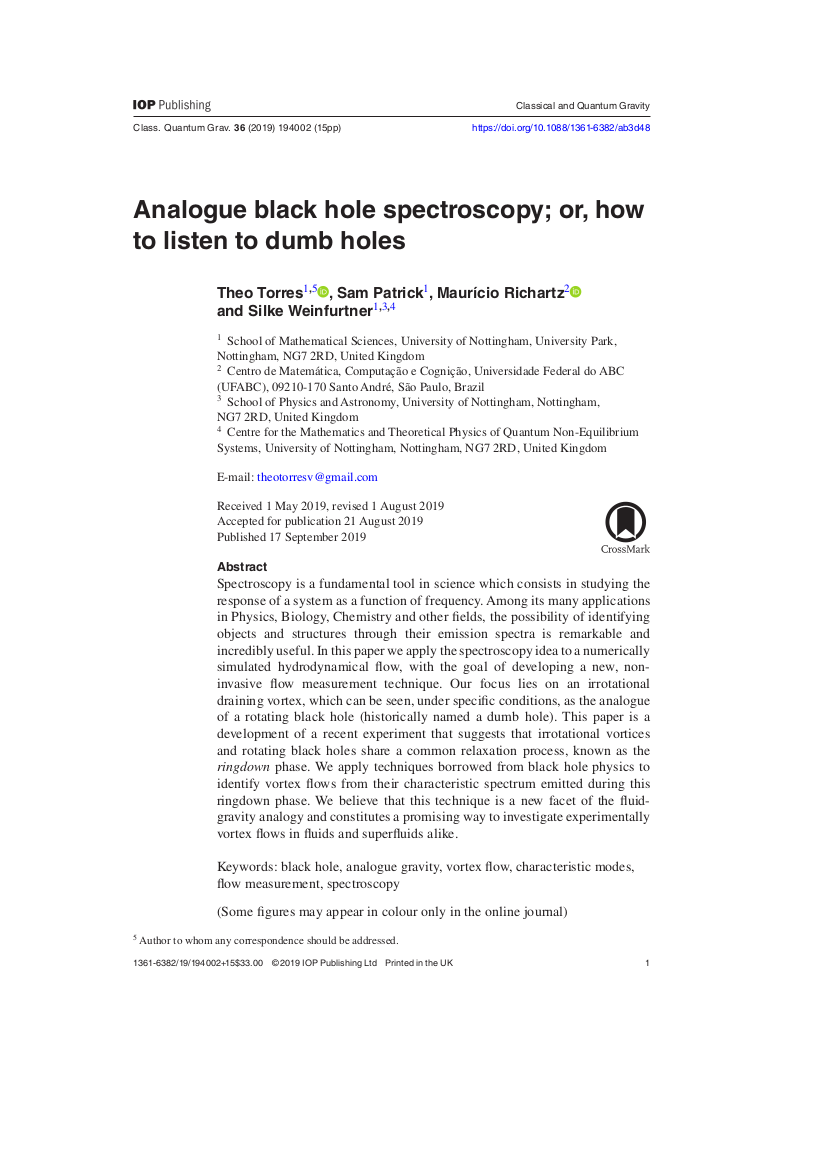 IOP Publishing
Classical and Quantum Gravity
Class. Quantum Grav. 36 (2019) 194002 (15pp)
https://doi.org/10.1088/1361-6382/ab3d48
Analogue black hole spectroscopy; or, how
to listen to dumb holes
Theo Torres1,5, Sam Patrick1, Maurício Richartz2
and Silke Weinfurtner1,3,4
1 School of Mathematical Sciences, University of Nottingham, University Park,
Nottingham, NG7 2RD, United Kingdom
2 Centro de Matemática, Computação e Cognição, Universidade Federal do ABC
(UFABC), 09210-170 Santo André, São Paulo, Brazil
3 School of Physics and Astronomy, University of Nottingham, Nottingham,
NG7 2RD, United Kingdom
4 Centre for the Mathematics and Theoretical Physics of Quantum Non-Equilibrium
Systems, University of Nottingham, Nottingham, NG7 2RD, United Kingdom
E-mail: theotorresv@gmail.com
Received 1 May 2019, revised 1 August 2019
Accepted for publication 21 August 2019
Published 17 September 2019
CrossMark
Abstract
Spectroscopy is a fundamental tool in science which consists in studying the
response of a system as a function of frequency. Among its many applications
in Physics, Biology, Chemistry and other fields, the possibility of identifying
objects and structures through their emission spectra is remarkable and
incredibly useful. In this paper we apply the spectroscopy idea to a numerically
simulated hydrodynamical flow, with the goal of developing a new, non-
invasive flow measurement technique. Our focus lies on an irrotational
draining vortex, which can be seen, under specific conditions, as the analogue
of a rotating black hole (historically named a dumb hole). This paper is a
development of a recent experiment that suggests that irrotational vortices
and rotating black holes share a common relaxation process, known as the
ringdown phase. We apply techniques borrowed from black hole physics to
identify vortex flows from their characteristic spectrum emitted during this
ringdown phase. We believe that this technique is a new facet of the fluid-
gravity analogy and constitutes a promising way to investigate experimentally
vortex flows in fluids and superfluids alike.
Keywords: black hole, analogue gravity, vortex flow, characteristic modes,
flow measurement, spectroscopy
(Some figures may appear in colour only in the online journal)
5 Author to whom any correspondence should be addressed.
1361-6382/19/194002+15$33.00 © 2019 IOP Publishing Ltd Printed in the UK
1